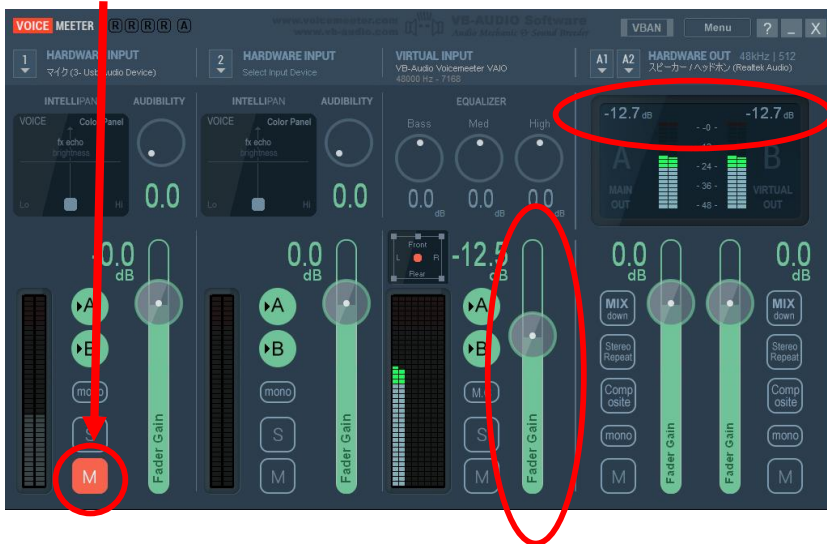 VOICE MEETER R R R R A
www.voicemeeter.com
www.vb-audio.com
VB-AUDIO Software
Audio Mechanic & Sound Breeder
VBAN
Menu
? _ X
1 HARDWARE INPUT
マイク (3- Usb Audio Device)
2 HARDWARE INPUT
Select Input Device
VIRTUAL INPUT
VB-Audio Voicemeeter VAIO
48000 Hz - 7168
A1 A2 HARDWARE OUT 48kHz | 512
スピーカー / ヘッドホン (Realtek Audio)
INTELLIPAN AUDIBILITY
VOICE Color Panel
fx echo
brightness
Lo Hi
0.0
INTELLIPAN AUDIBILITY
VOICE Color Panel
fx echo
brightness
Lo Hi
0.0
EQUALIZER
Bass Med High
0.0 0.0 0.0
dB dB dB
-12.7 dB -12.7 dB
- 0 -
- 24 -
- 36 -
- 48 -
A
MAIN
OUT
B
VIRTUAL
OUT
-0.0
dB
A
B
mono
S
M
Fader Gain
0.0
dB
A
B
mono
S
M
Fader Gain
Front
L R
Rear
-12.5
dB
A
B
M.C
S
M
Fader Gain
0.0
dB
MIX
down
Stereo
Repeat
Comp
osite
mono
M
Fader Gain
Fader Gain
0.0
dB
MIX
down
Stereo
Repeat
Comp
osite
mono
M